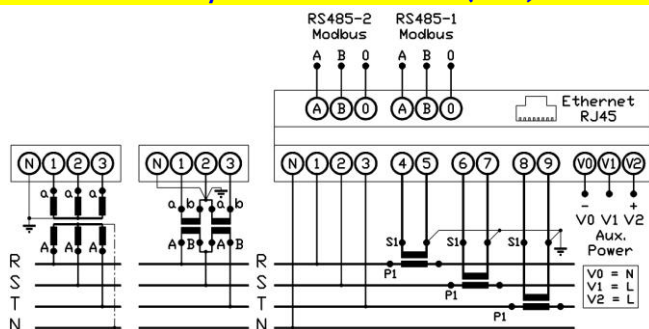 RS485-2 RS485-1
Modbus Modbus
A B 0 A B 0
A B 0 A B 0
Ethernet
RJ45
N 1 2 3 N 1 2 3 N 1 2 3 4 5 6 7 8 9 V0 V1 V2
a a a a b a b
- +
V0 V1 V2
Aux.
Power
A A A A B A B
S1 S1 S1
R R P1
S S P1
T T P1
N N
V0 = N
V1 = L
V2 = L